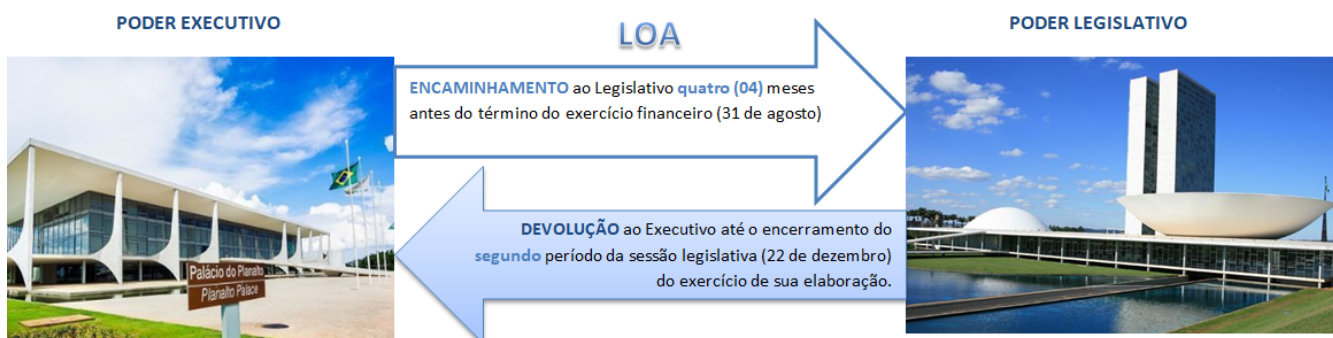 PODER EXECUTIVO
LOA
PODER LEGISLATIVO
ENCAMINHAMENTO ao Legislativo quatro (04) meses
antes do término do exercício financeiro (31 de agosto)
DEVOLUÇÃO ao Executivo até o encerramento do
segundo período da sessão legislativa (22 de dezembro)
do exercício de sua elaboração.
Palácio do Planalto
Planalto Palace